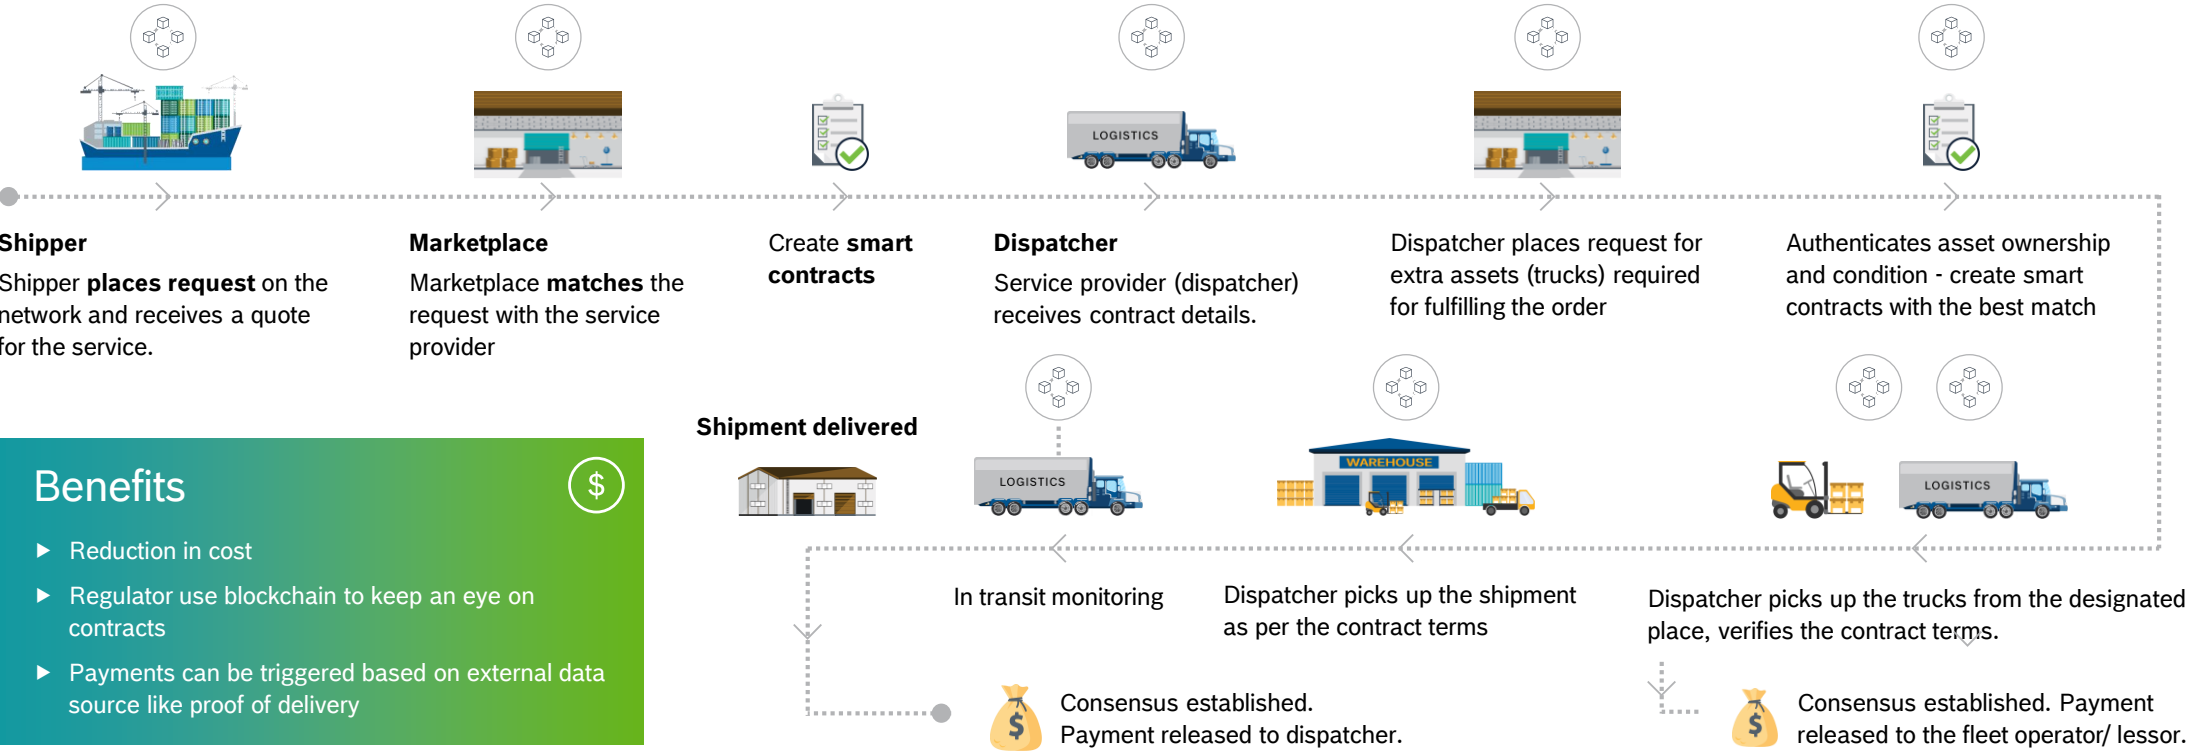 LOGISTICS
Shipper
Shipper places request on the
network and receives a quote
for the service.
Marketplace
Marketplace matches the
request with the service
provider
Create smart
contracts
Dispatcher
Service provider (dispatcher)
receives contract details.
Dispatcher places request for
extra assets (trucks) required
for fulfilling the order
Authenticates asset ownership
and condition - create smart
contracts with the best match
Shipment delivered
LOGISTICS
WAREHOUSE
LOGISTICS
In transit monitoring
Dispatcher picks up the shipment
as per the contract terms
Dispatcher picks up the trucks from the designated
place, verifies the contract terms.
$
Consensus established.
Payment released to dispatcher.
$
Consensus established. Payment
released to the fleet operator/ lessor.
Benefits
$
Reduction in cost
Regulator use blockchain to keep an eye on
contracts
Payments can be triggered based on external data
source like proof of delivery